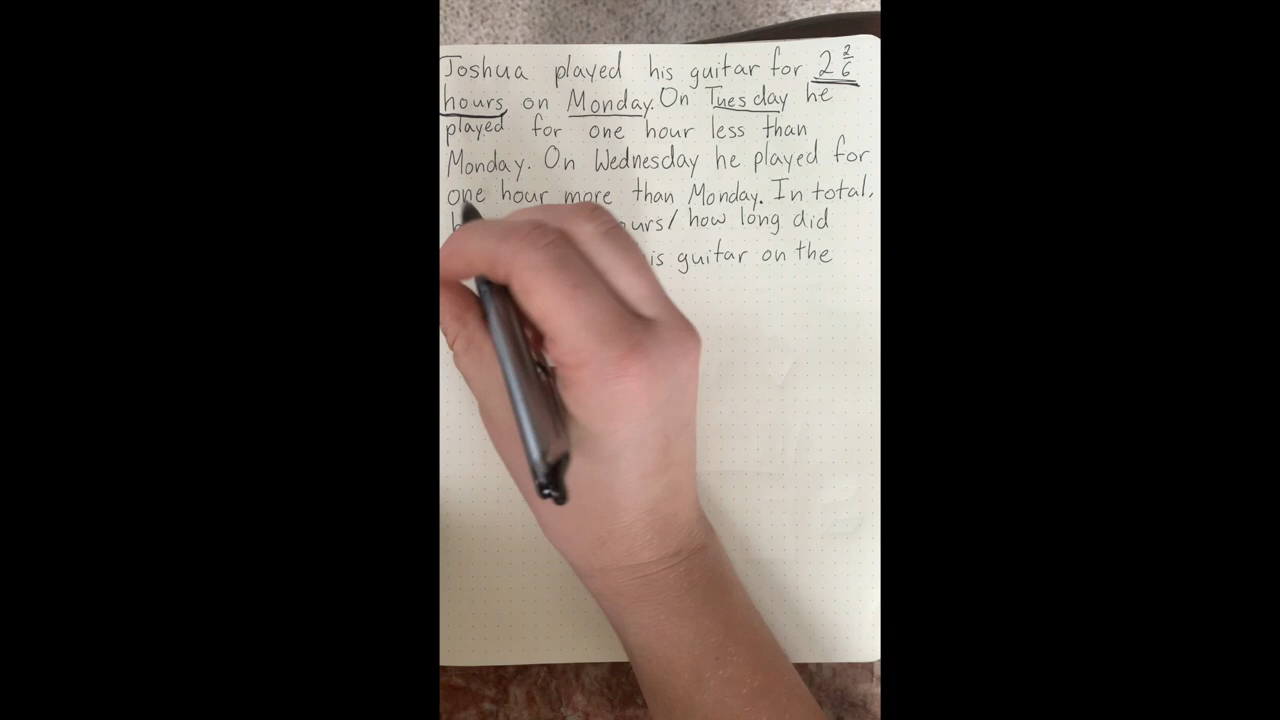 Joshua played his guitar for 2 2/6
hours on Monday. On Tuesday he
played for one hour less than
Monday. On Wednesday he played for
one hour more than Monday. In total,
/ how long did
guitar on the